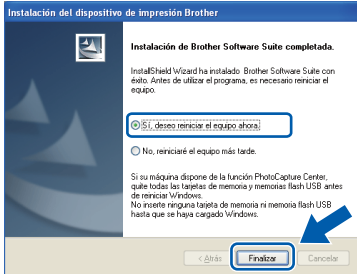 Instalación del dispositivo de impresión Brother
Instalación de Brother Software Suite completada.
InstallShield Wizard ha instalado Brother Software Suite con
éxito. Antes de utilizar el programa, es necesario reiniciar el
equipo.
Sí, deseo reiniciar el equipo ahora.
No, reiniciaré el equipo más tarde.
Si su máquina dispone de la función PhotoCapture Center,
quite todas las tarjetas de memoria y memorias flash USB antes
de reiniciar Windows.
No inserte ninguna tarjeta de memoria ni memoria flash USB
hasta que se haya cargado Windows.
< Atrás
Finalizar
Cancelar